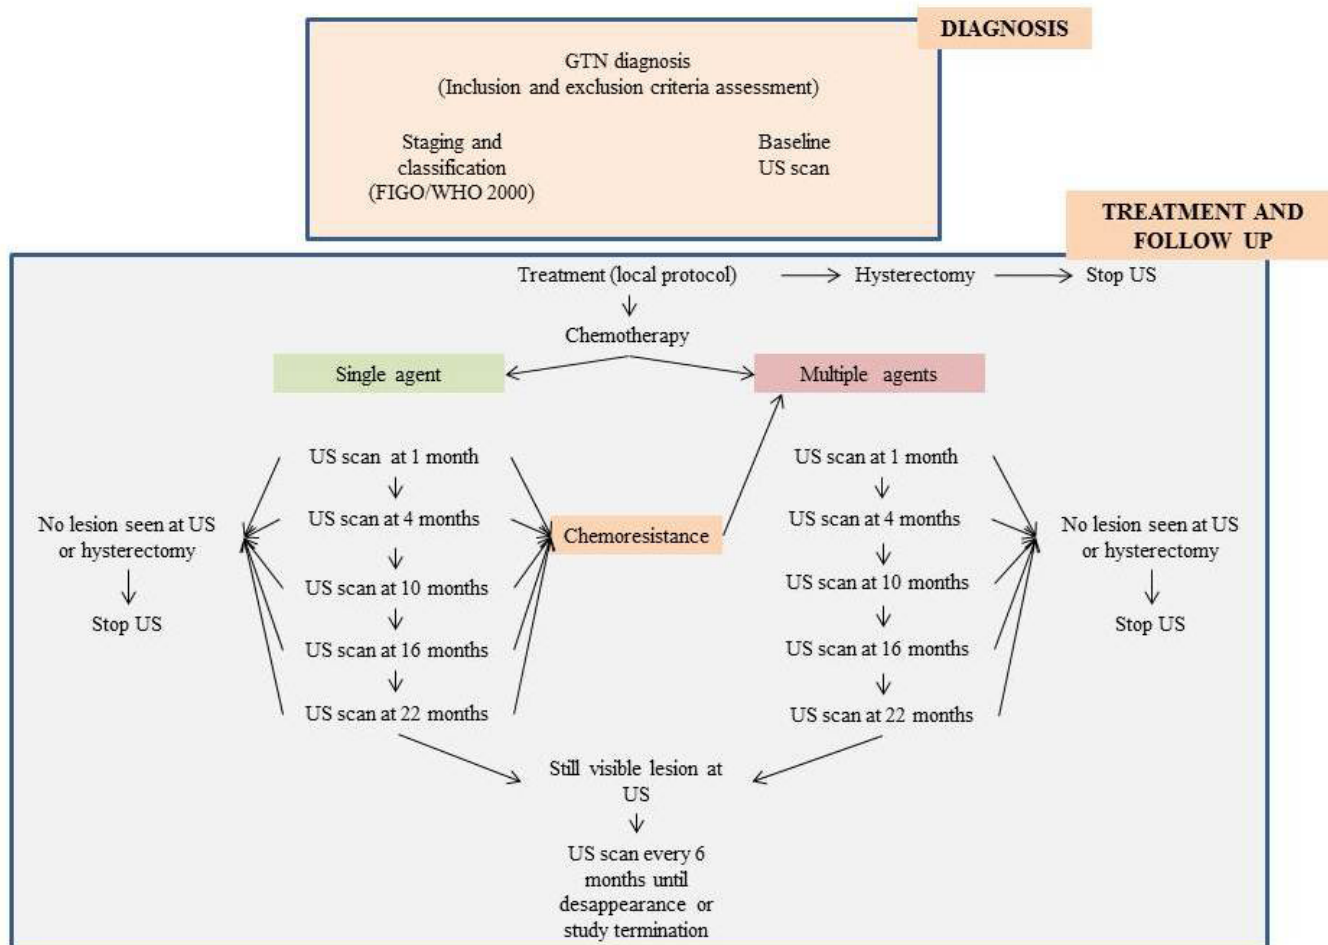 DIAGNOSIS
GTN diagnosis
(Inclusion and exclusion criteria assessment)
Staging and
classification
(FIGO/WHO 2000)
Baseline
US scan
TREATMENT AND
FOLLOW UP
Treatment (local protocol)
Hysterectomy
Stop US
Chemotherapy
Single agent
Multiple agents
US scan at 1 month
US scan at 4 months
US scan at 10 months
US scan at 16 months
US scan at 22 months
No lesion seen at US
or hysterectomy
Stop US
Chemoresistance
US scan at 1 month
US scan at 4 months
US scan at 10 months
US scan at 16 months
US scan at 22 months
No lesion seen at US
or hysterectomy
Stop US
Still visible lesion at
US
US scan every 6
months until
desappearance or
study termination